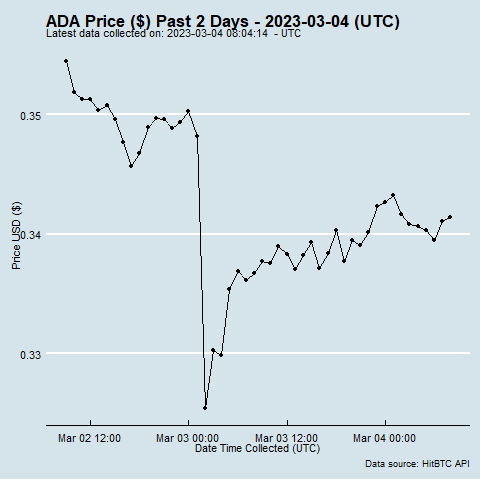 ADA Price ($) Past 2 Days - 2023-03-04 (UTC)
Latest data collected on: 2023-03-04 08:04:14 - UTC
0.35
0.34
0.33
Price USD ($)
Mar 02 12:00 Mar 03 00:00 Mar 03 12:00 Mar 04 00:00
Date Time Collected (UTC)
Data source: HitBTC API